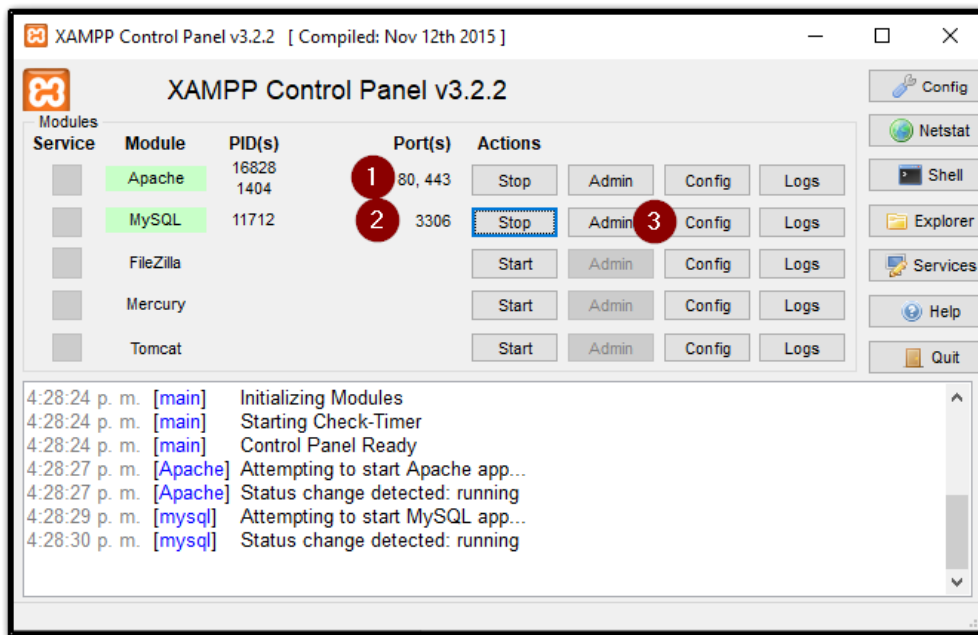 XAMPP Control Panel v3.2.2 [ Compiled: Nov 12th 2015 ]
XAMPP Control Panel v3.2.2
Config
Modules
Service Module PID(s) Port(s) Actions
Netstat
Apache 16828 1404 1 80, 443 Stop Admin Config Logs
Shell
MySQL 11712 2 3306 Stop Admin 3 Config Logs
Explorer
FileZilla Start Admin Config Logs
Services
Mercury Start Admin Config Logs
Help
Tomcat Start Admin Config Logs
Quit
4:28:24 p. m. [main] Initializing Modules
4:28:24 p. m. [main] Starting Check-Timer
4:28:24 p. m. [main] Control Panel Ready
4:28:27 p. m. [Apache] Attempting to start Apache app...
4:28:27 p. m. [Apache] Status change detected: running
4:28:29 p. m. [mysql] Attempting to start MySQL app...
4:28:30 p. m. [mysql] Status change detected: running